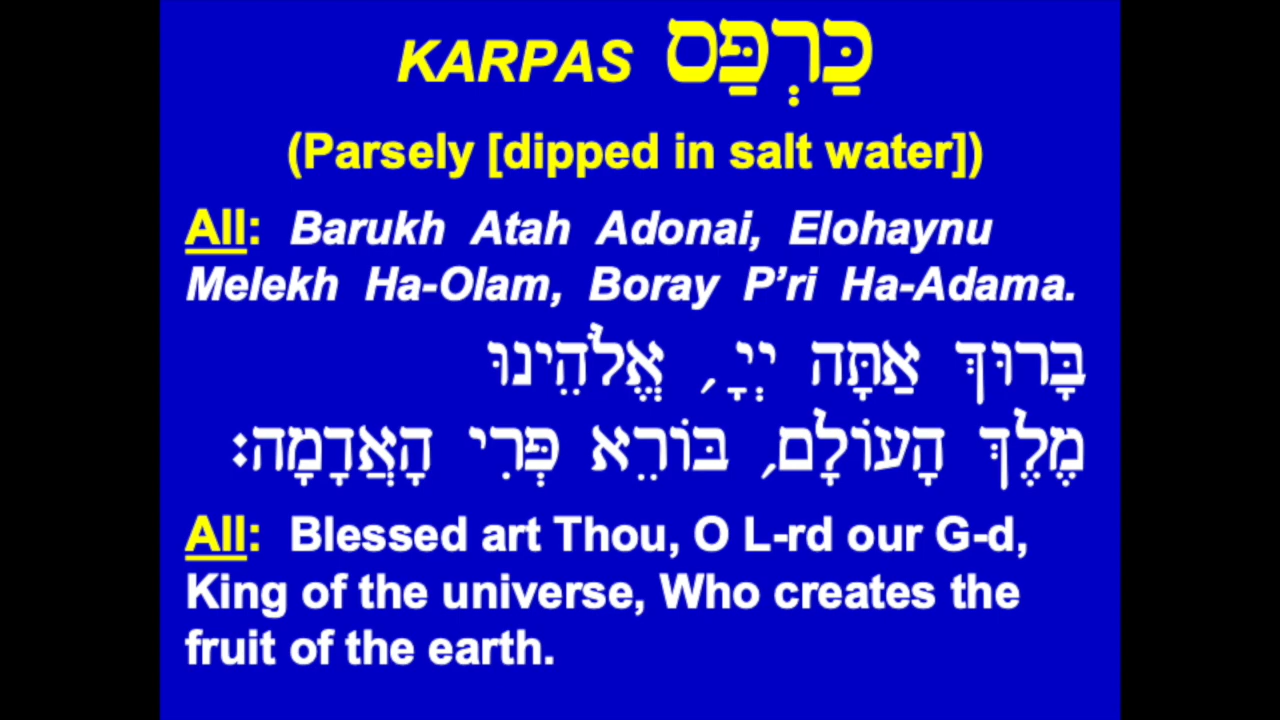 KARPAS כַּרְפַּס
(Parsely [dipped in salt water])
All: Barukh Atah Adonai, Elohaynu
Melekh Ha-Olam, Boray P’ri Ha-Adama.
בָּרוּךְ אַתָּה יְיָ, אֱלֹהֵינוּ
מֶלֶךְ הָעוֹלָם, בּוֹרֵא פְּרִי הָאֲדָמָה:
All: Blessed art Thou, O L-rd our G-d,
King of the universe, Who creates the
fruit of the earth.